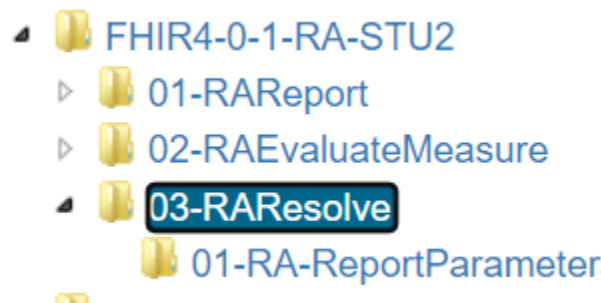 FHIR4-0-1-RA-STU2
01-RAReport
02-RAEvaluateMeasure
03-RAResolve
01-RA-ReportParameter